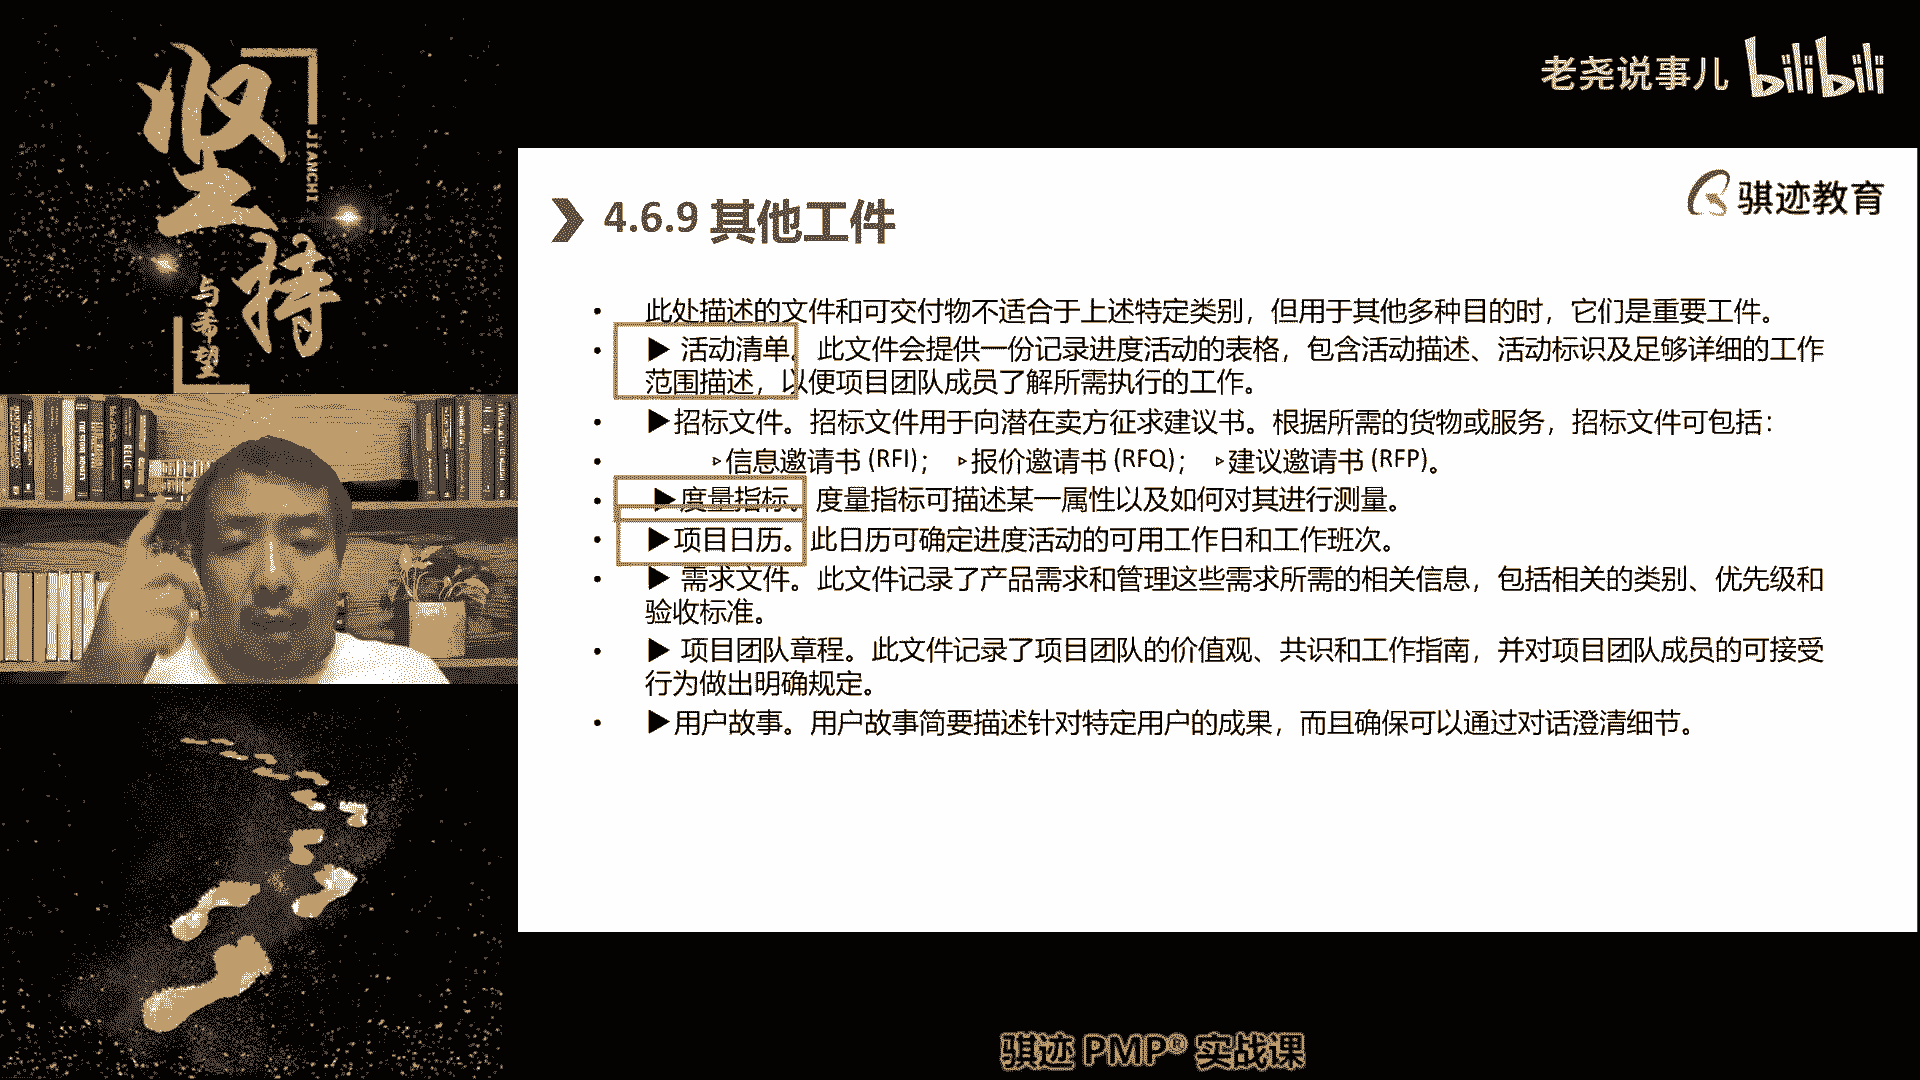 坚持
JIANCHI
与希望
老尧说事儿 bilibili
骐迹教育
4.6.9 其他工件
• 此处描述的文件和可交付物不适合于上述特定类别，但用于其他多种目的时，它们是重要工件。
• ▶ 活动清单。此文件会提供一份记录进度活动的表格，包含活动描述、活动标识及足够详细的工作
范围描述，以便项目团队成员了解所需执行的工作。
• ▶招标文件。招标文件用于向潜在卖方征求建议书。根据所需的货物或服务，招标文件可包括：
• ▹信息邀请书 (RFI)； ▹报价邀请书 (RFQ)； ▹建议邀请书 (RFP)。
• ▶度量指标。度量指标可描述某一属性以及如何对其进行测量。
• ▶项目日历。此日历可确定进度活动的可用工作日和工作班次。
• ▶ 需求文件。此文件记录了产品需求和管理这些需求所需的相关信息，包括相关的类别、优先级和
验收标准。
• ▶ 项目团队章程。此文件记录了项目团队的价值观、共识和工作指南，并对项目团队成员的可接受
行为做出明确规定。
• ▶用户故事。用户故事简要描述针对特定用户的成果，而且确保可以通过对话澄清细节。
骐迹 PMP® 实战课